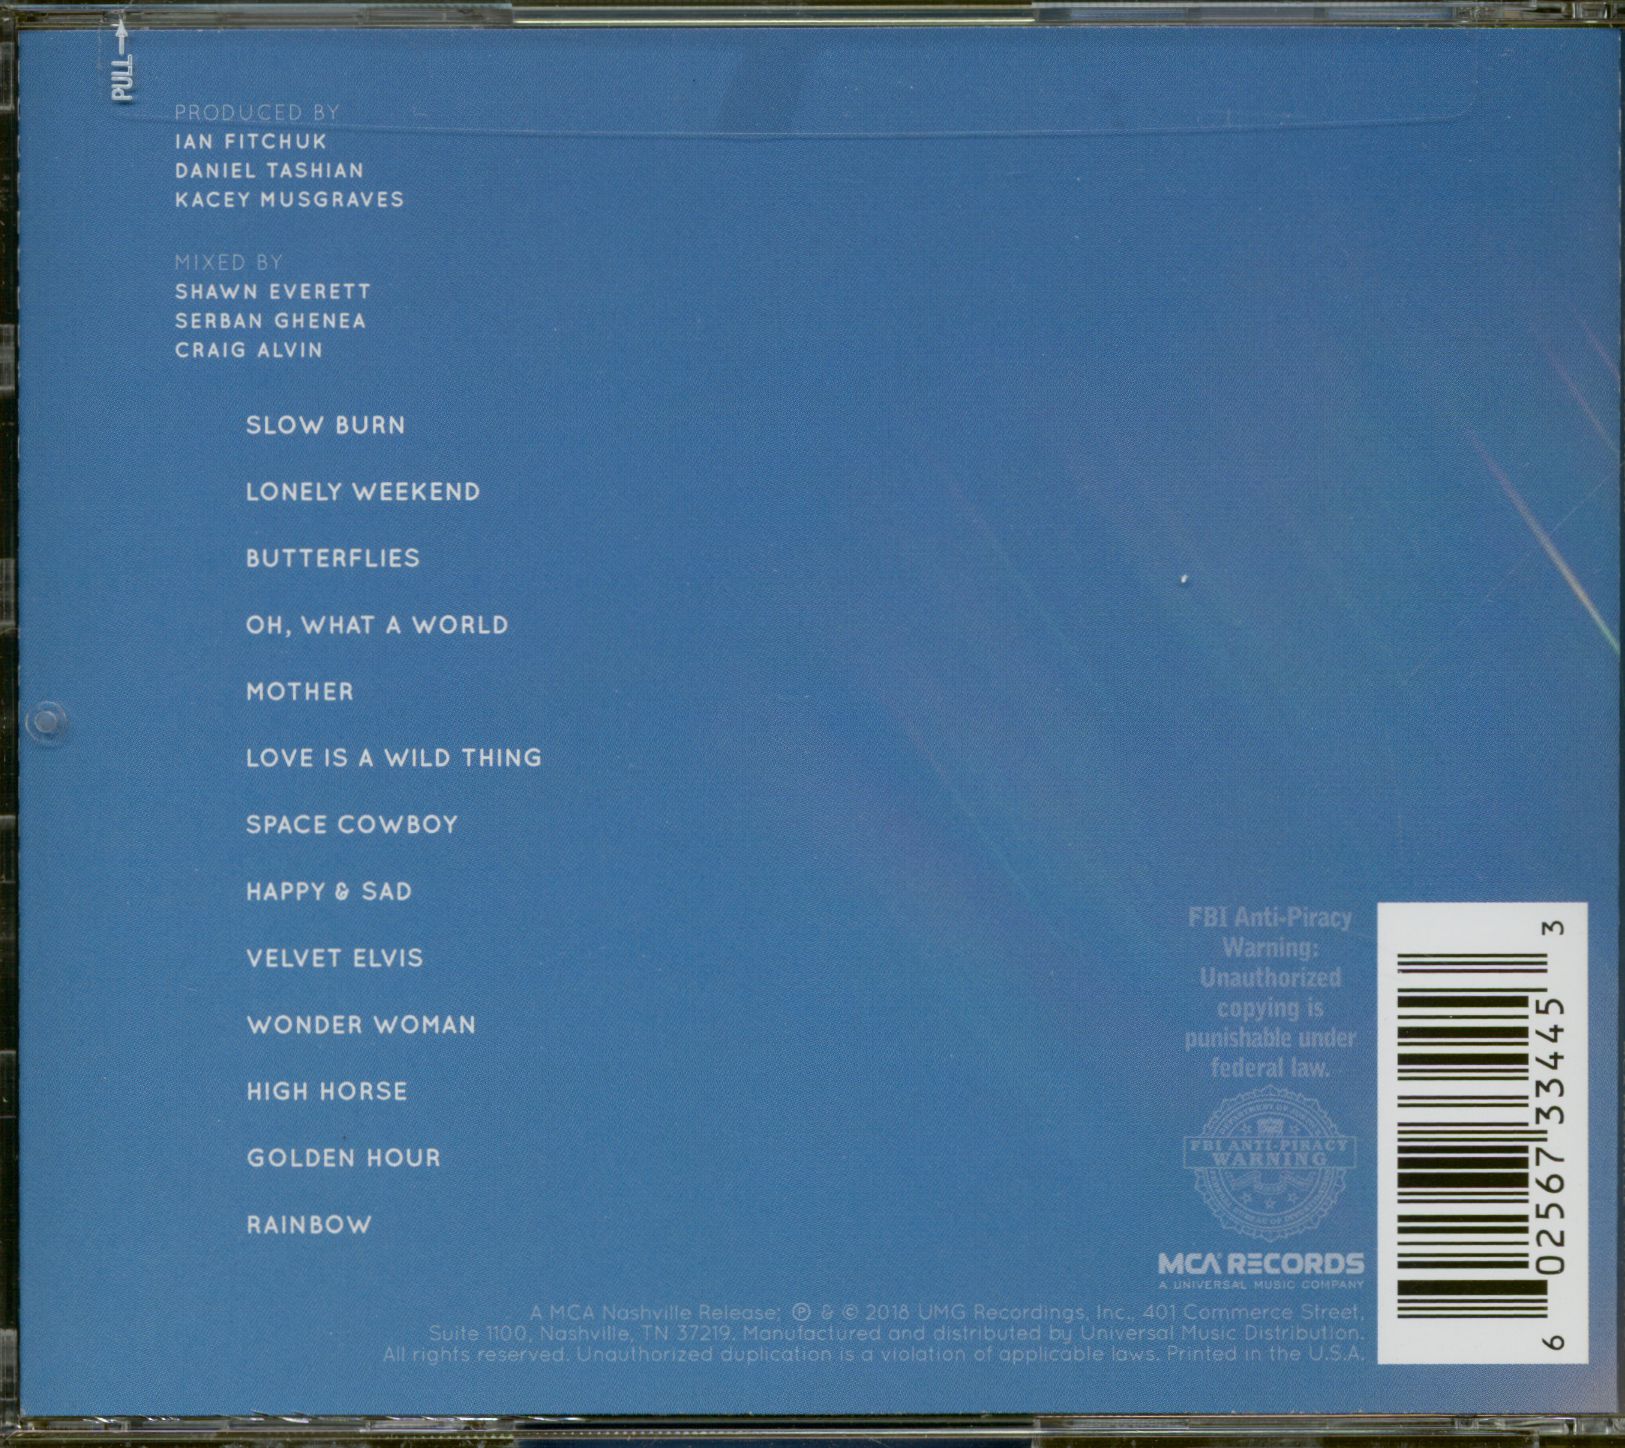 PULL
PRODUCED BY
IAN FITCHUK
DANIEL TASHIAN
KACEY MUSGRAVES
MIXED BY
SHAWN EVERETT
SERBAN GHENEA
CRAIG ALVIN
SLOW BURN
LONELY WEEKEND
BUTTERFLIES
OH, WHAT A WORLD
MOTHER
LOVE IS A WILD THING
SPACE COWBOY
HAPPY & SAD
VELVET ELVIS
WONDER WOMAN
HIGH HORSE
GOLDEN HOUR
RAINBOW
FBI Anti-Piracy
Warning:
Unauthorized
copying is
punishable under
federal law.
FBI ANTI-PIRACY
WARNING
MCA RECORDS
A UNIVERSAL MUSIC COMPANY
A MCA Nashville Release; ℗ & © 2018 UMG Recordings, Inc., 401 Commerce Street,
Suite 1100, Nashville, TN 37219. Manufactured and distributed by Universal Music Distribution.
All rights reserved. Unauthorized duplication is a violation of applicable laws. Printed in the U.S.A.
6 02567 33445 3